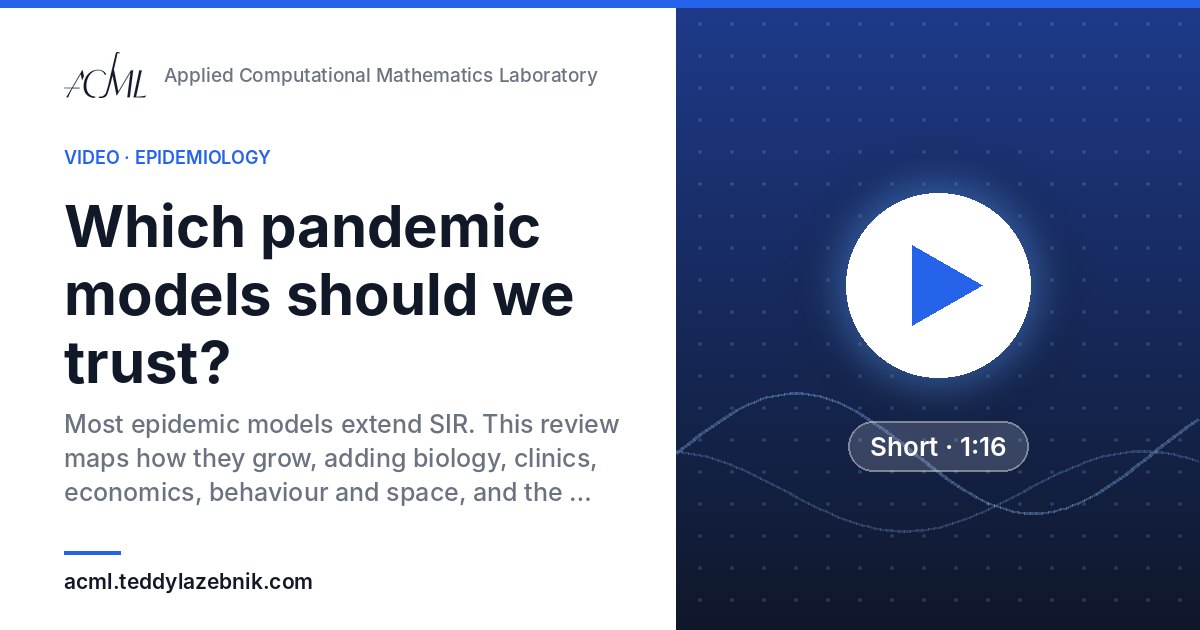 ACML
Applied Computational Mathematics Laboratory
VIDEO · EPIDEMIOLOGY
Which pandemic
models should we
trust?
Most epidemic models extend SIR. This review
maps how they grow, adding biology, clinics,
economics, behaviour and space, and the ...
acml.teddylazebnik.com
Short · 1:16